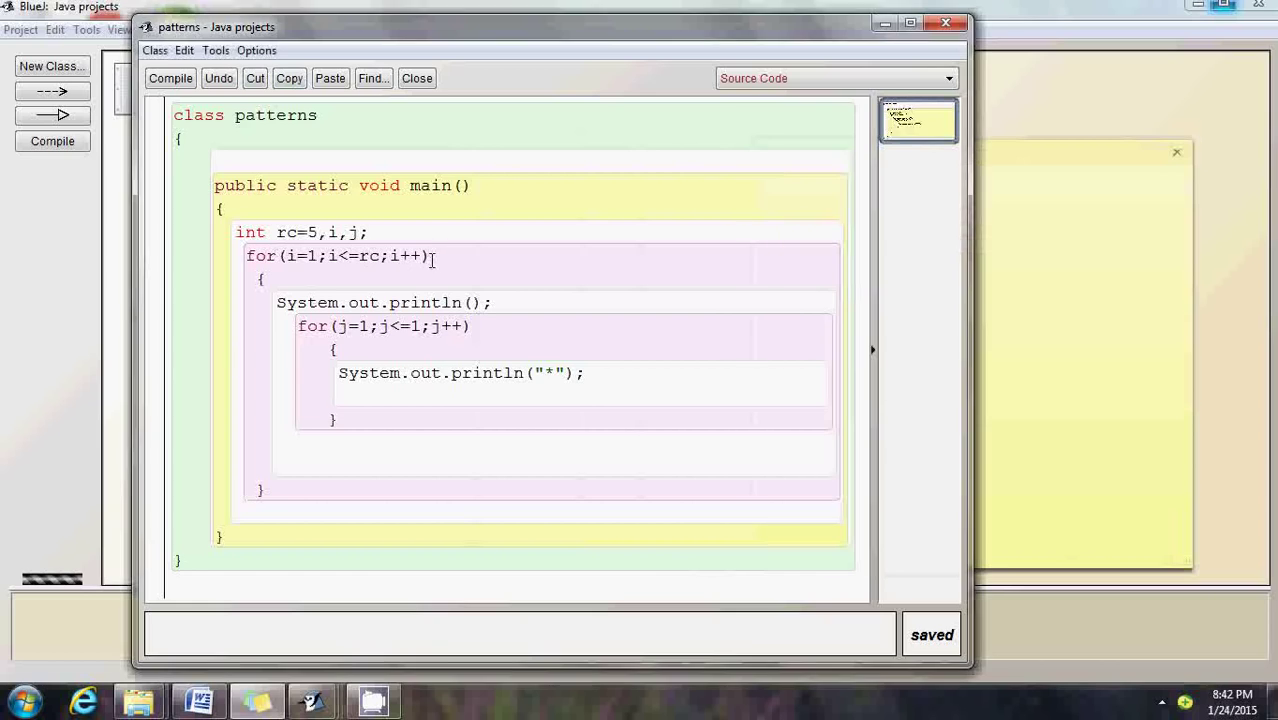 BlueJ: Java projects
Project Edit Tools View
New Class...
Compile
patterns - Java projects
Class Edit Tools Options
Compile Undo Cut Copy Paste Find... Close Source Code
class patterns
{
public static void main()
{
int rc=5,i,j;
for(i=1;i<=rc;i++)
{
System.out.println();
for(j=1;j<=1;j++)
{
System.out.println("*");
}
}
}
}
saved
8:42 PM
1/24/2015